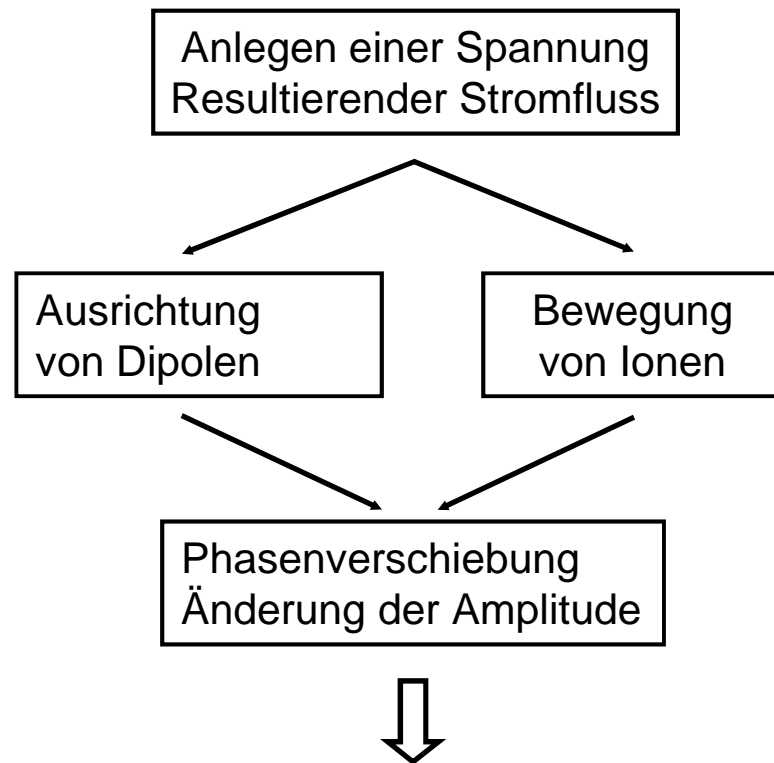 Anlegen einer Spannung
Resultierender Stromfluss
Ausrichtung
von Dipolen
Bewegung
von Ionen
Phasenverschiebung
Änderung der Amplitude